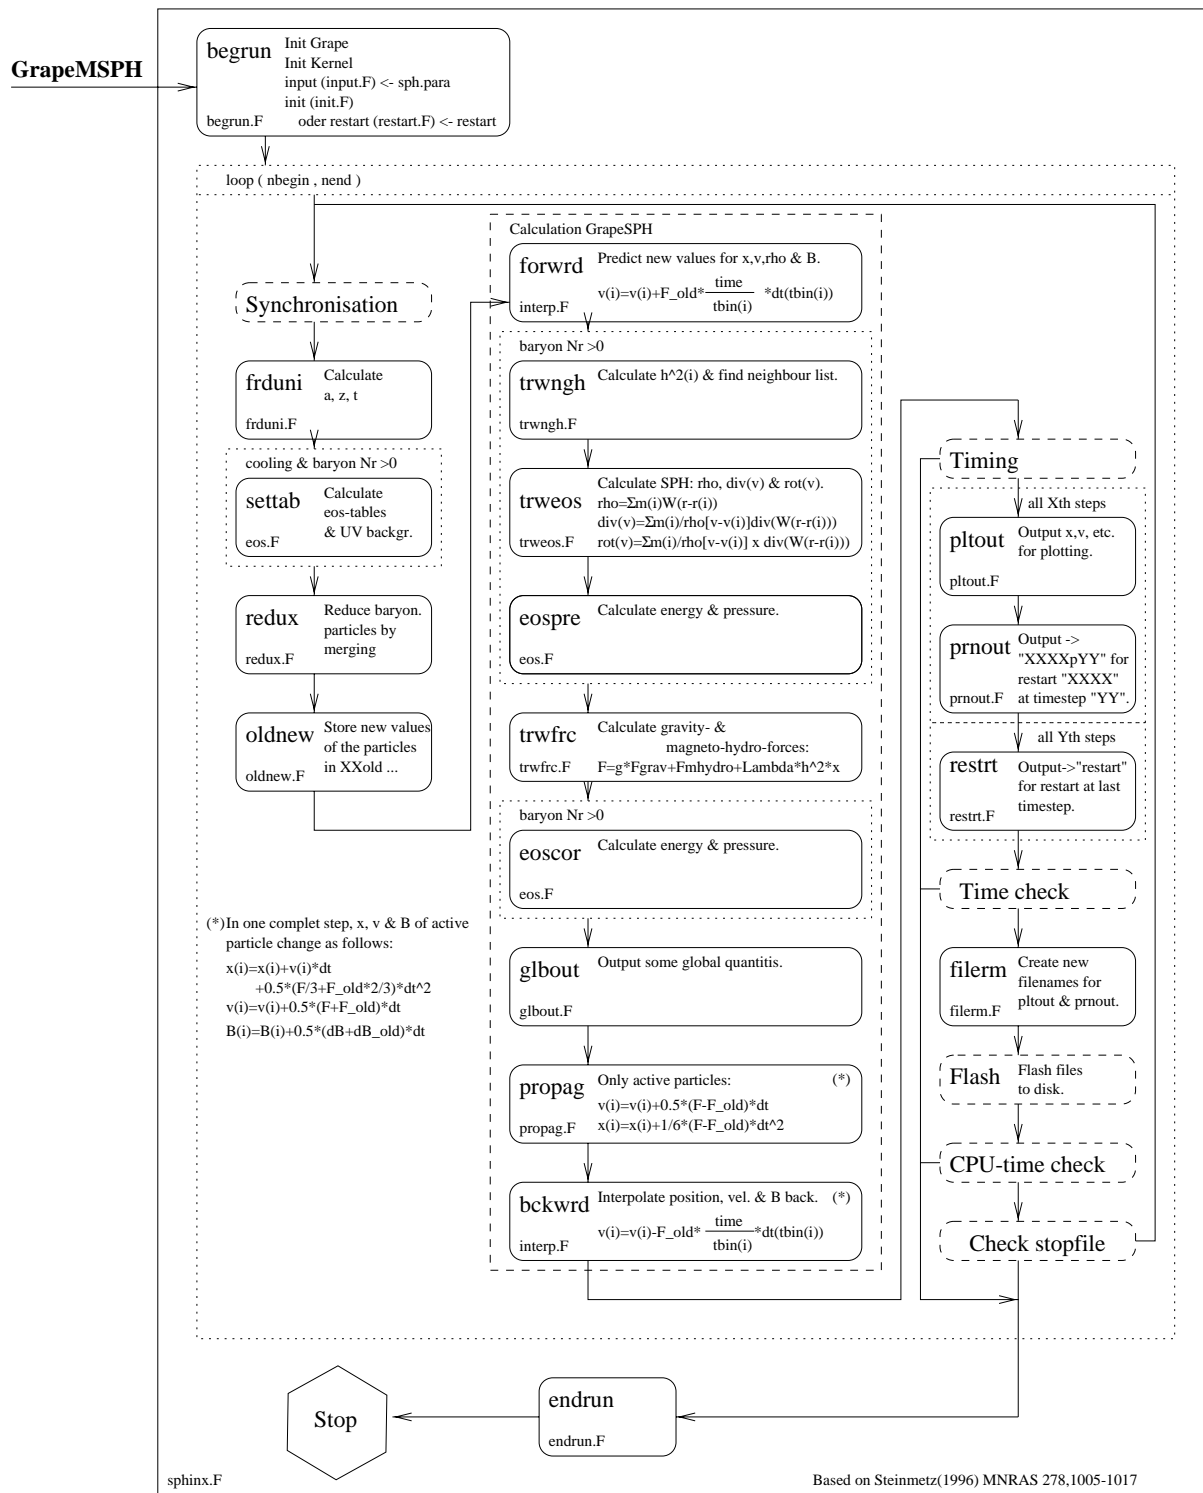 GrapeMSPH
begrun
Init Grape
Init Kernel
input (input.F) <- sph.para
init (init.F)
begrun.F
oder restart (restart.F) <- restart
loop ( nbegin , nend )
Synchronisation
frduni
Calculate
a, z, t
frduni.F
cooling & baryon Nr >0
settab
Calculate
eos-tables
& UV backgr.
eos.F
redux
Reduce baryon.
particles by
merging
redux.F
oldnew
Store new values
of the particles
in XXold ...
oldnew.F
(*)In one complet step, x, v & B of active
particle change as follows:
x(i)=x(i)+v(i)*dt
+0.5*(F/3+F_old*2/3)*dt^2
v(i)=v(i)+0.5*(F+F_old)*dt
B(i)=B(i)+0.5*(dB+dB_old)*dt
Calculation GrapeSPH
forwrd
Predict new values for x,v,rho & B.
time
v(i)=v(i)+F_old* *dt(tbin(i))
tbin(i)
interp.F
baryon Nr >0
trwngh
Calculate h^2(i) & find neighbour list.
trwngh.F
trweos
Calculate SPH: rho, div(v) & rot(v).
rho=Σm(i)W(r-r(i))
div(v)=Σm(i)/rho[v-v(i)]div(W(r-r(i)))
trweos.F
rot(v)=Σm(i)/rho[v-v(i)] x div(W(r-r(i)))
eospre
Calculate energy & pressure.
eos.F
trwfrc
Calculate gravity- &
magneto-hydro-forces:
trwfrc.F
F=g*Fgrav+Fmhydro+Lambda*h^2*x
baryon Nr >0
eoscor
Calculate energy & pressure.
eos.F
glbout
Output some global quantitis.
glbout.F
propag
Only active particles:
(*)
v(i)=v(i)+0.5*(F-F_old)*dt
propag.F
x(i)=x(i)+1/6*(F-F_old)*dt^2
bckwrd
Interpolate position, vel. & B back.
(*)
time
v(i)=v(i)-F_old* *dt(tbin(i))
tbin(i)
interp.F
Timing
all Xth steps
pltout
Output x,v, etc.
for plotting.
pltout.F
prnout
Output ->
"XXXXpYY" for
restart "XXXX"
at timestep "YY".
prnout.F
all Yth steps
restrt
Output->"restart"
for restart at last
timestep.
restrt.F
Time check
filerm
Create new
filenames for
pltout & prnout.
filerm.F
Flash
Flash files
to disk.
CPU-time check
Check stopfile
endrun
endrun.F
Stop
sphinx.F
Based on Steinmetz(1996) MNRAS 278,1005-1017